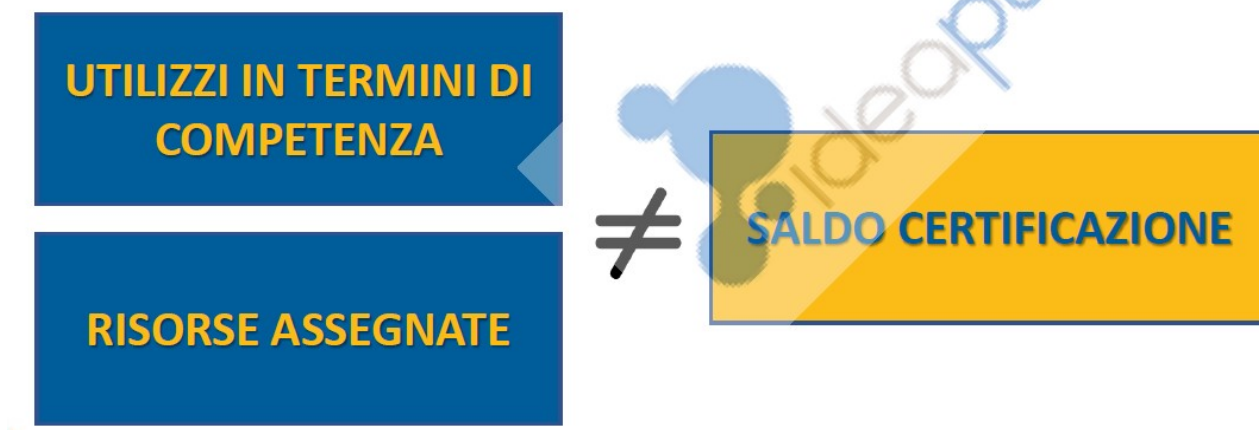 UTILIZZI IN TERMINI DI
COMPETENZA
RISORSE ASSEGNATE
≠
SALDO CERTIFICAZIONE